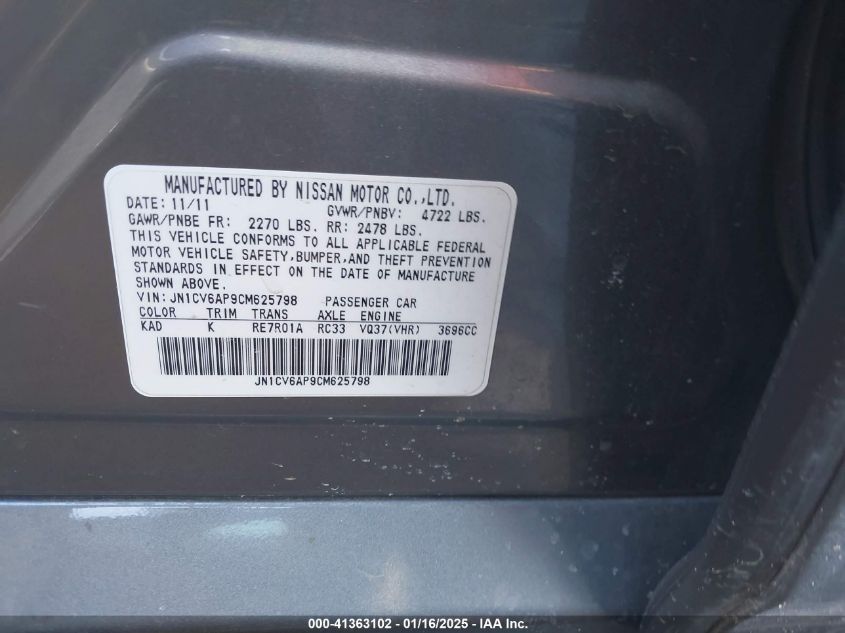 MANUFACTURED BY NISSAN MOTOR CO.,LTD.
DATE: 11/11 GVWR/PNBV: 4722 LBS.
GAWR/PNBE FR: 2270 LBS. RR: 2478 LBS.
THIS VEHICLE CONFORMS TO ALL APPLICABLE FEDERAL
MOTOR VEHICLE SAFETY,BUMPER,AND THEFT PREVENTION
STANDARDS IN EFFECT ON THE DATE OF MANUFACTURE
SHOWN ABOVE.
VIN: JN1CV6AP9CM625798 PASSENGER CAR
COLOR TRIM TRANS AXLE ENGINE
KAD K RE7R01A RC33 VQ37(VHR) 3696CC
JN1CV6AP9CM625798
000-41363102 - 01/16/2025 - IAA Inc.